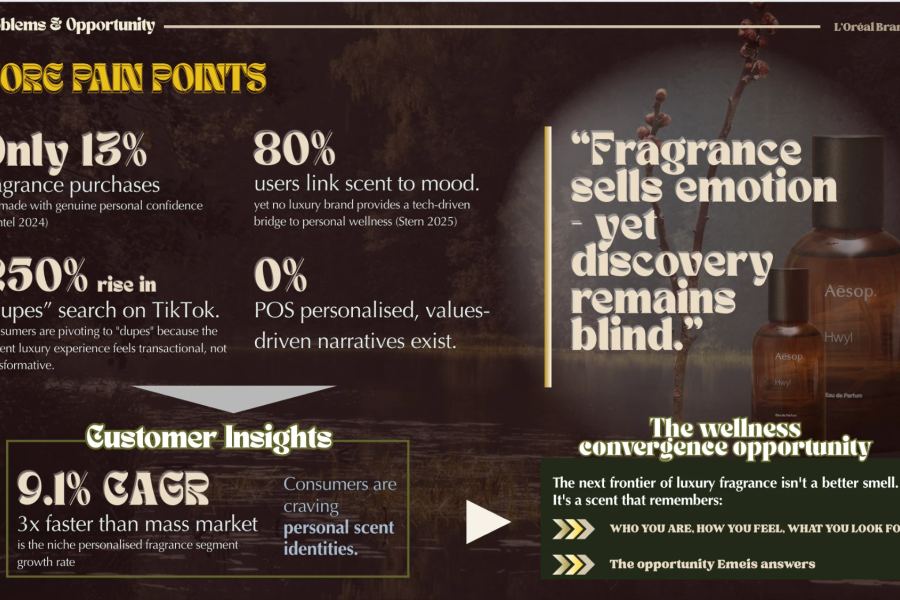 oblems & Opportunity
L'Oréal Bran
ORE PAIN POINTS
Only 13%
agrance purchases
made with genuine personal confidence
ntel 2024)
80%
users link scent to mood.
yet no luxury brand provides a tech-driven
bridge to personal wellness (Stern 2025)
250% rise in
upes" search on TikTok.
sumers are pivoting to "dupes" because the
ent luxury experience feels transactional, not
sformative.
0%
POS personalised, values-
driven narratives exist.
“Fragrance
sells emotion
- yet
discovery
remains
blind.”
Aēsop.
Hwyl
Eau de Parfum
Aēsop.
Hwyl
Customer Insights
9.1% CAGR
3x faster than mass market
is the niche personalised fragrance segment
growth rate
Consumers are
craving
personal scent
identities.
The wellness
convergence opportunity
The next frontier of luxury fragrance isn't a better smell.
It's a scent that remembers:
WHO YOU ARE, HOW YOU FEEL, WHAT YOU LOOK FO
The opportunity Emeis answers